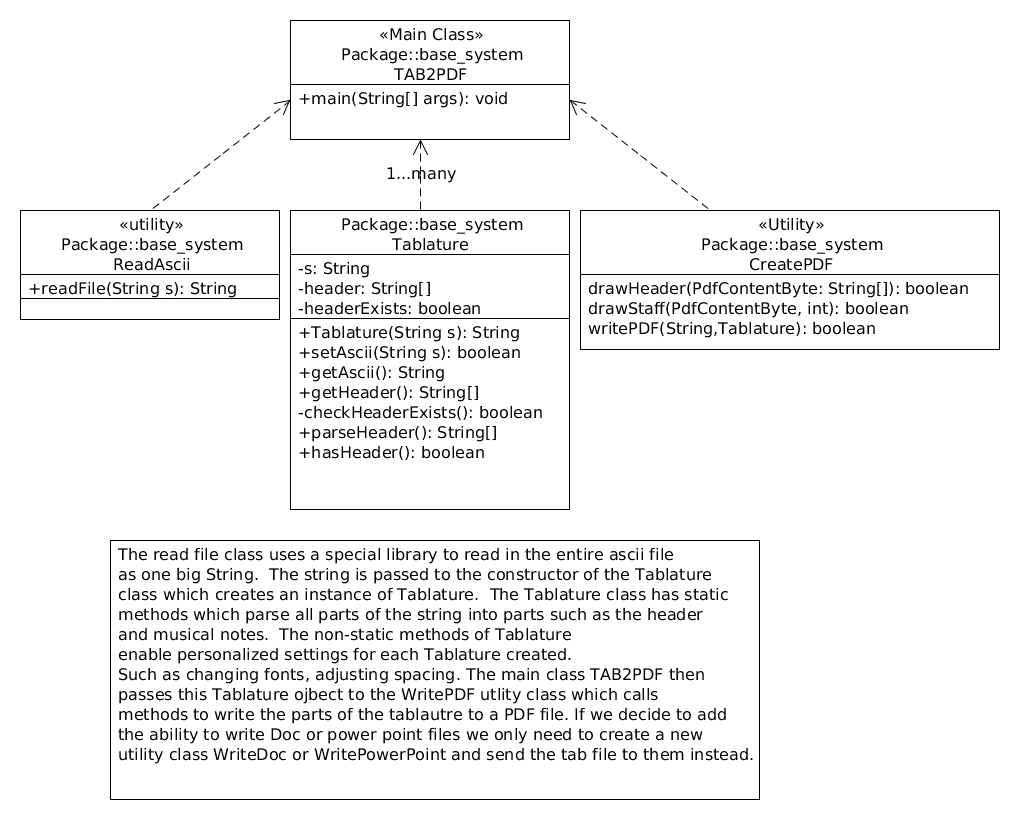 «Main Class»
Package::base_system
TAB2PDF
+main(String[] args): void
1...many
«utility»
Package::base_system
ReadAscii
+readFile(String s): String
Package::base_system
Tablature
-s: String
-header: String[]
-headerExists: boolean
+Tablature(String s): String
+setAscii(String s): boolean
+getAscii(): String
+getHeader(): String[]
-checkHeaderExists(): boolean
+parseHeader(): String[]
+hasHeader(): boolean
«Utility»
Package::base_system
CreatePDF
drawHeader(PdfContentByte: String[]): boolean
drawStaff(PdfContentByte, int): boolean
writePDF(String,Tablature): boolean
The read file class uses a special library to read in the entire ascii file
as one big String.  The string is passed to the constructor of the Tablature
class which creates an instance of Tablature.  The Tablature class has static
methods which parse all parts of the string into parts such as the header
and musical notes.  The non-static methods of Tablature
enable personalized settings for each Tablature created.
Such as changing fonts, adjusting spacing. The main class TAB2PDF then
passes this Tablature ojbect to the WritePDF utlity class which calls
methods to write the parts of the tablautre to a PDF file. If we decide to add
the ability to write Doc or power point files we only need to create a new
utility class WriteDoc or WritePowerPoint and send the tab file to them instead.